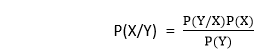 P(X/Y) = P(Y/X)P(X) / P(Y)